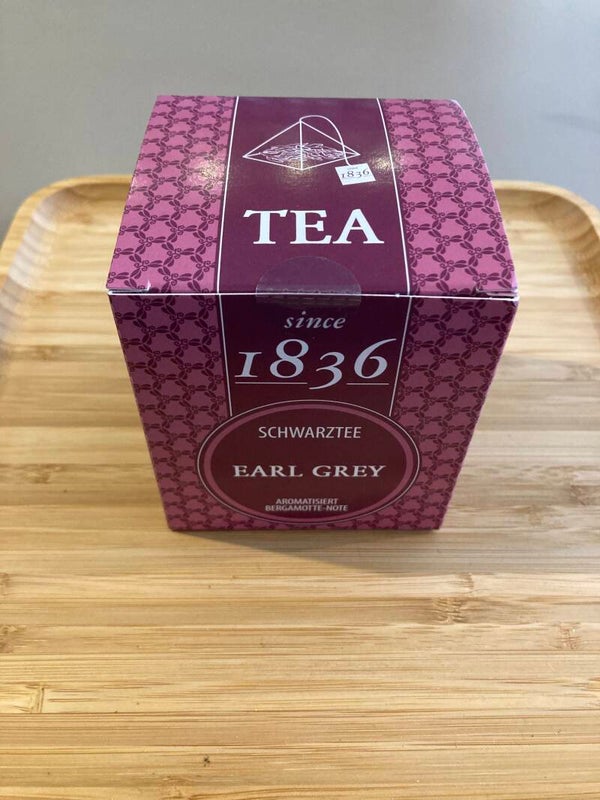 1836
TEA
since
1836
SCHWARZTEE
EARL GREY
AROMATISIERT
BERGAMOTTE-NOTE